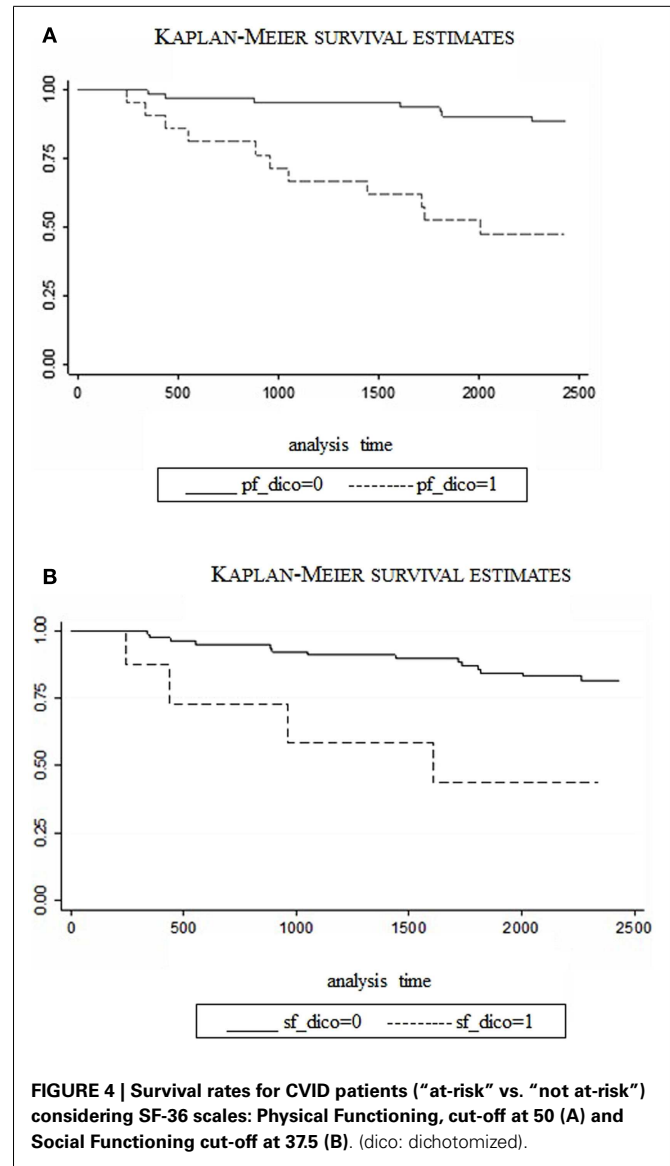 A
KAPLAN-MEIER SURVIVAL ESTIMATES
1.00
0.75
0.50
0.25
0.00
0 500 1000 1500 2000 2500
analysis time
______ pf_dico=0 ---------- pf_dico=1
B
KAPLAN-MEIER SURVIVAL ESTIMATES
1.00
0.75
0.50
0.25
0.00
0 500 1000 1500 2000 2500
analysis time
______ sf_dico=0 ---------- sf_dico=1
FIGURE 4 | Survival rates for CVID patients (“at-risk” vs. “not at-risk”)
considering SF-36 scales: Physical Functioning, cut-off at 50 (A) and
Social Functioning cut-off at 37.5 (B). (dico: dichotomized).